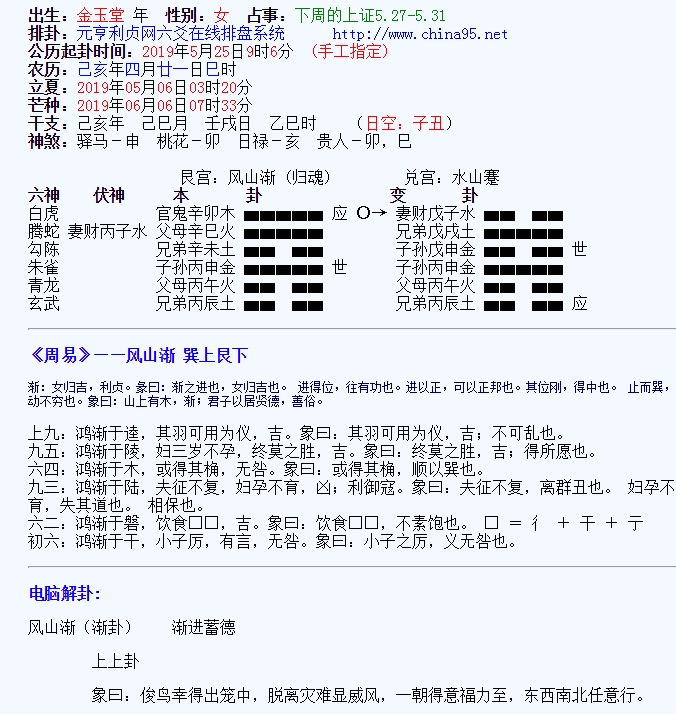 出生：金玉堂 年 性别：女 占事：下周的上证5.27-5.31
排卦：元亨利贞网六爻在线排盘系统 http://www.china95.net
公历起卦时间：2019年5月25日9时6分 （手工指定）
农历：己亥年四月廿一日巳时
立夏：2019年05月06日03时20分
芒种：2019年06月06日07时33分
干支：己亥年 己巳月 壬戌日 乙巳时 （日空：子丑）
神煞：驿马－申 桃花－卯 日禄－亥 贵人－卯，巳
艮宫：风山渐（归魂） 兑宫：水山蹇
六神 伏神 本 卦 变 卦
白虎 官鬼辛卯木 应 O→ 妻财戊子水
腾蛇 妻财丙子水 父母辛巳火 兄弟戊戌土
勾陈 兄弟辛未土 子孙戊申金 世
朱雀 子孙丙申金 世 子孙丙申金
青龙 父母丙午火 父母丙午火
玄武 兄弟丙辰土 兄弟丙辰土 应
《周易》－－风山渐 巽上艮下
渐：女归吉，利贞。彖曰：渐之进也，女归吉也。 进得位，往有功也。进以正，可以正邦也。其位刚，得中也。 止而巽，
动不穷也。象曰：山上有木，渐；君子以居贤德，善俗。
上九：鸿渐于逵，其羽可用为仪，吉。象曰：其羽可用为仪，吉；不可乱也。
九五：鸿渐于陵，妇三岁不孕，终莫之胜，吉。象曰：终莫之胜，吉；得所愿也。
六四：鸿渐于木，或得其桷，无咎。象曰：或得其桷，顺以巽也。
九三：鸿渐于陆，夫征不复，妇孕不育，凶；利御寇。象曰：夫征不复，离群丑也。 妇孕不
育，失其道也。 相保也。
六二：鸿渐于磐，饮食□□，吉。象曰：饮食□□，不素饱也。 □ ＝ 彳 ＋ 干 ＋ 亍
初六：鸿渐于干，小子厉，有言，无咎。象曰：小子之厉，义无咎也。
电脑解卦:
风山渐（渐卦） 渐进蓄德
上上卦
象曰：俊鸟幸得出笼中，脱离灾难显威风，一朝得意福力至，东西南北任意行。